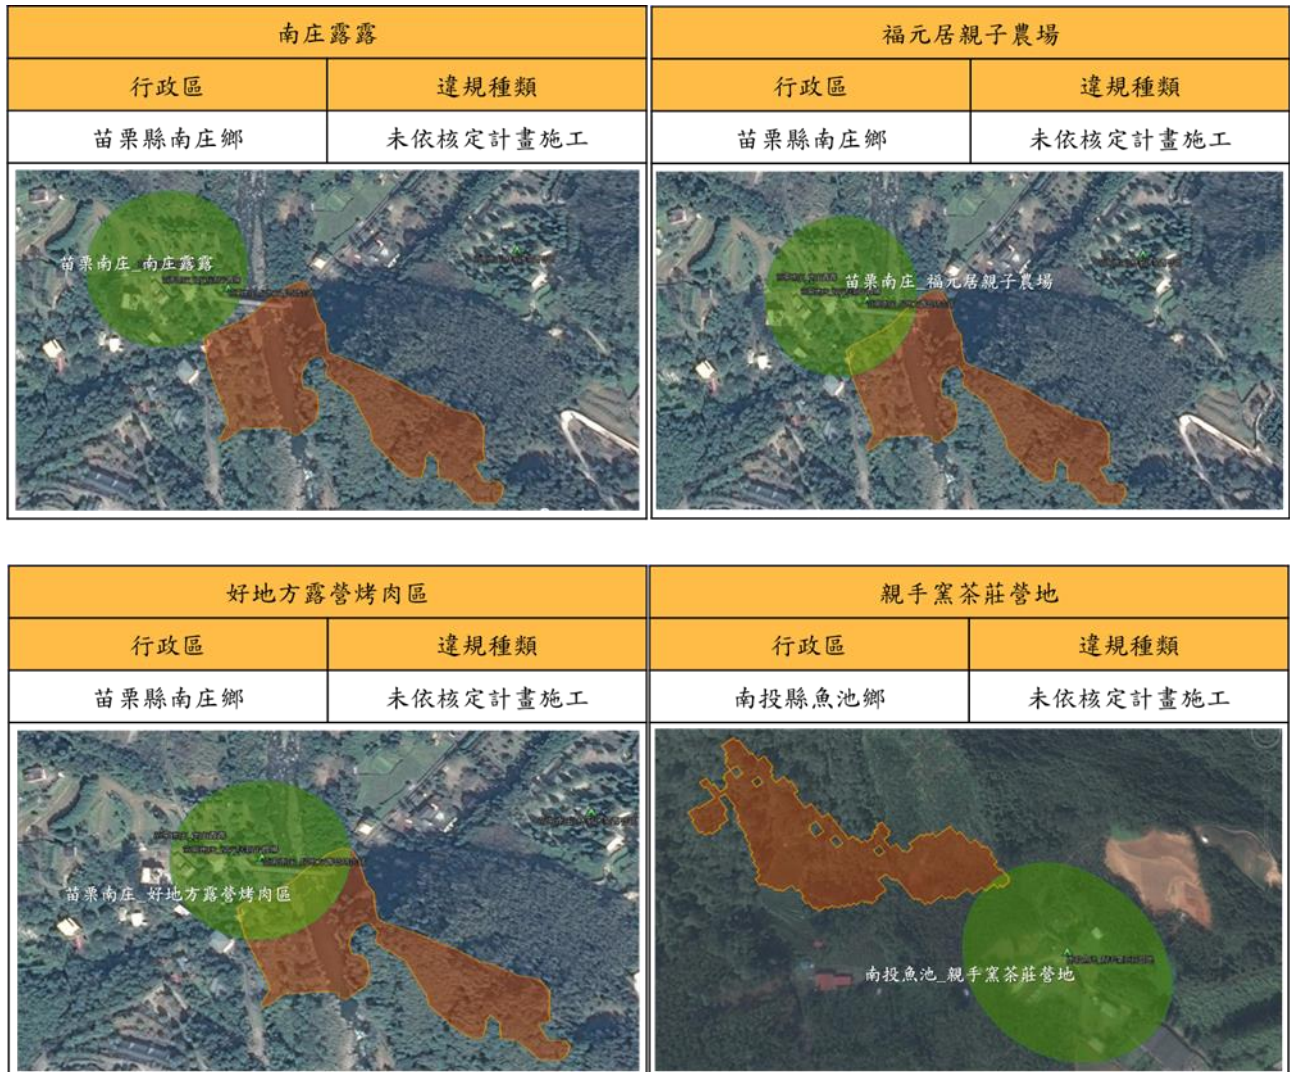 南庄露露
行政區 違規種類
苗栗縣南庄鄉 未依核定計畫施工
苗栗南庄_南庄露露
福元居親子農場
行政區 違規種類
苗栗縣南庄鄉 未依核定計畫施工
苗栗南庄_福元居親子農場
好地方露營烤肉區
行政區 違規種類
苗栗縣南庄鄉 未依核定計畫施工
苗栗南庄_好地方露營烤肉區
親手窯茶莊營地
行政區 違規種類
南投縣魚池鄉 未依核定計畫施工
南投魚池_親手窯茶莊營地